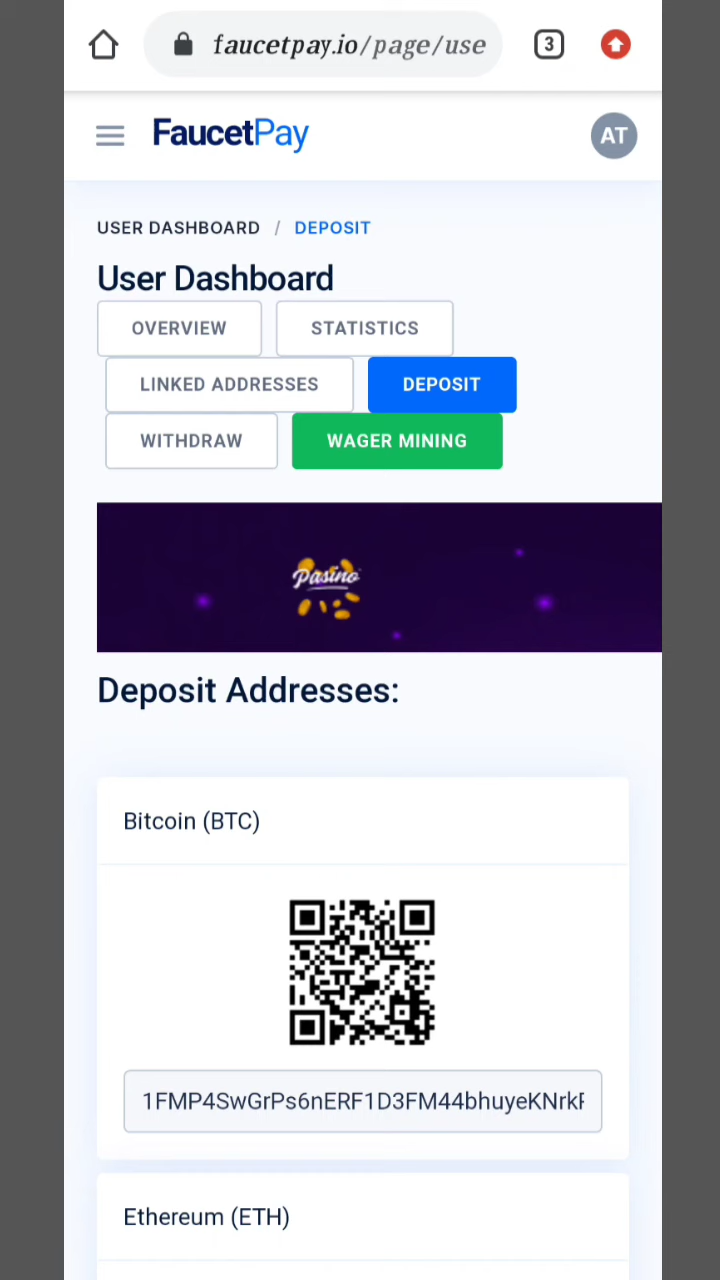 faucetpay.io/page/use
3
FaucetPay
AT
USER DASHBOARD / DEPOSIT
User Dashboard
OVERVIEW
STATISTICS
LINKED ADDRESSES
DEPOSIT
WITHDRAW
WAGER MINING
Pasino
Deposit Addresses:
Bitcoin (BTC)
1FMP4SwGrPs6nERF1D3FM44bhuyeKNrkF
Ethereum (ETH)